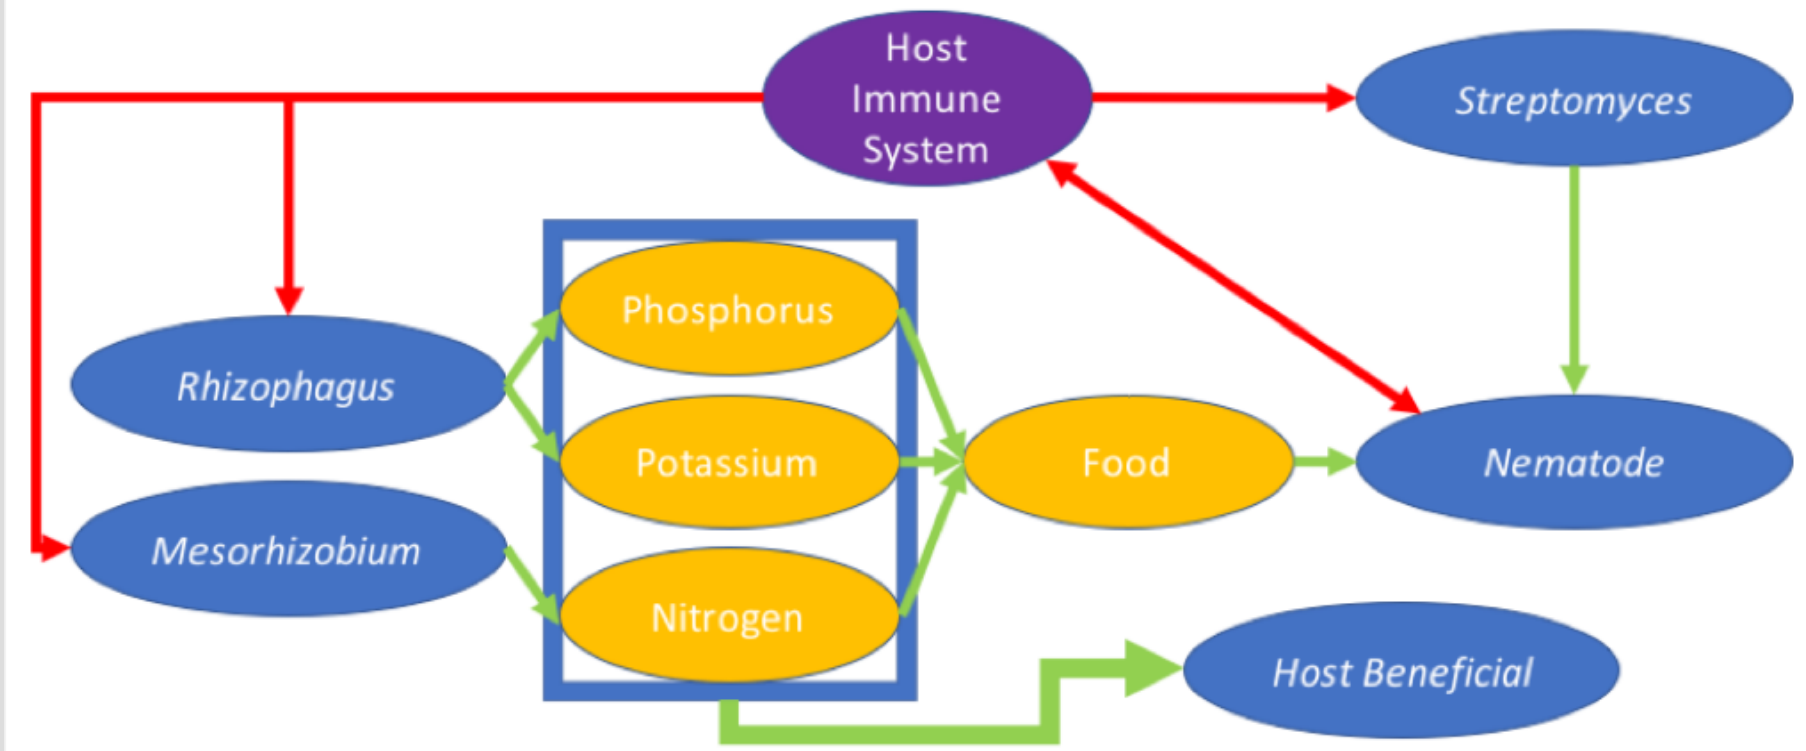 Host
Immune
System
Streptomyces
Phosphorus
Rhizophagus
Potassium
Food
Nematode
Mesorhizobium
Nitrogen
Host Beneficial